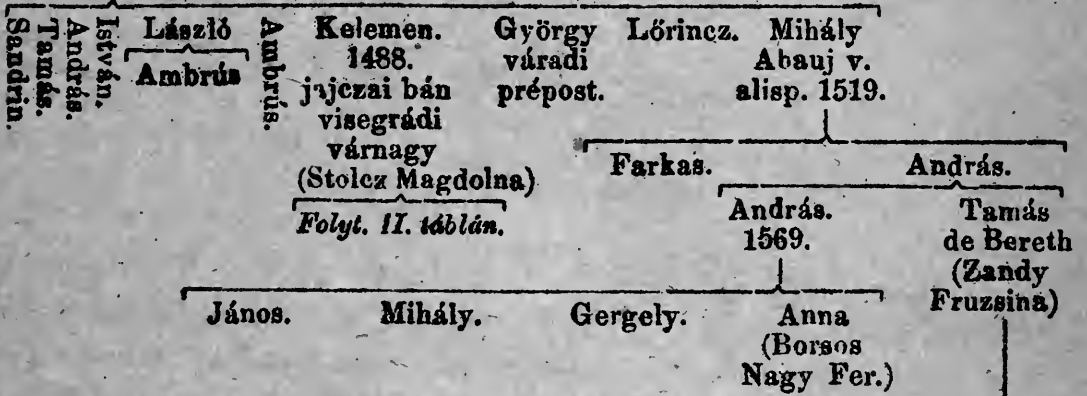 Sandrin.
Tamás.
András.
István.
László
Ambrús
Ambrús.
Kelemen.
1488.
jajczai bán
visegrádi
várnagy
(Stolcz Magdolna)
Folyt. II. táblán.
György
váradi
prépost.
Lőrincz.
Mihály
Abauj v.
alisp. 1519.
Farkas.
András.
András.
1569.
Tamás
de Bereth
(Zandy
Fruzsina)
János.
Mihály.
Gergely.
Anna
(Borsos
Nagy Fer.)